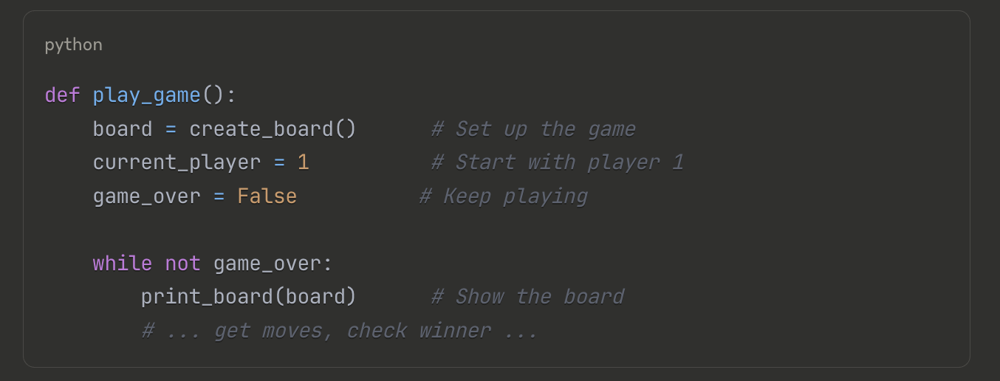 python
def play_game():
    board = create_board()      # Set up the game
    current_player = 1          # Start with player 1
    game_over = False          # Keep playing

    while not game_over:
        print_board(board)      # Show the board
        # ... get moves, check winner ...